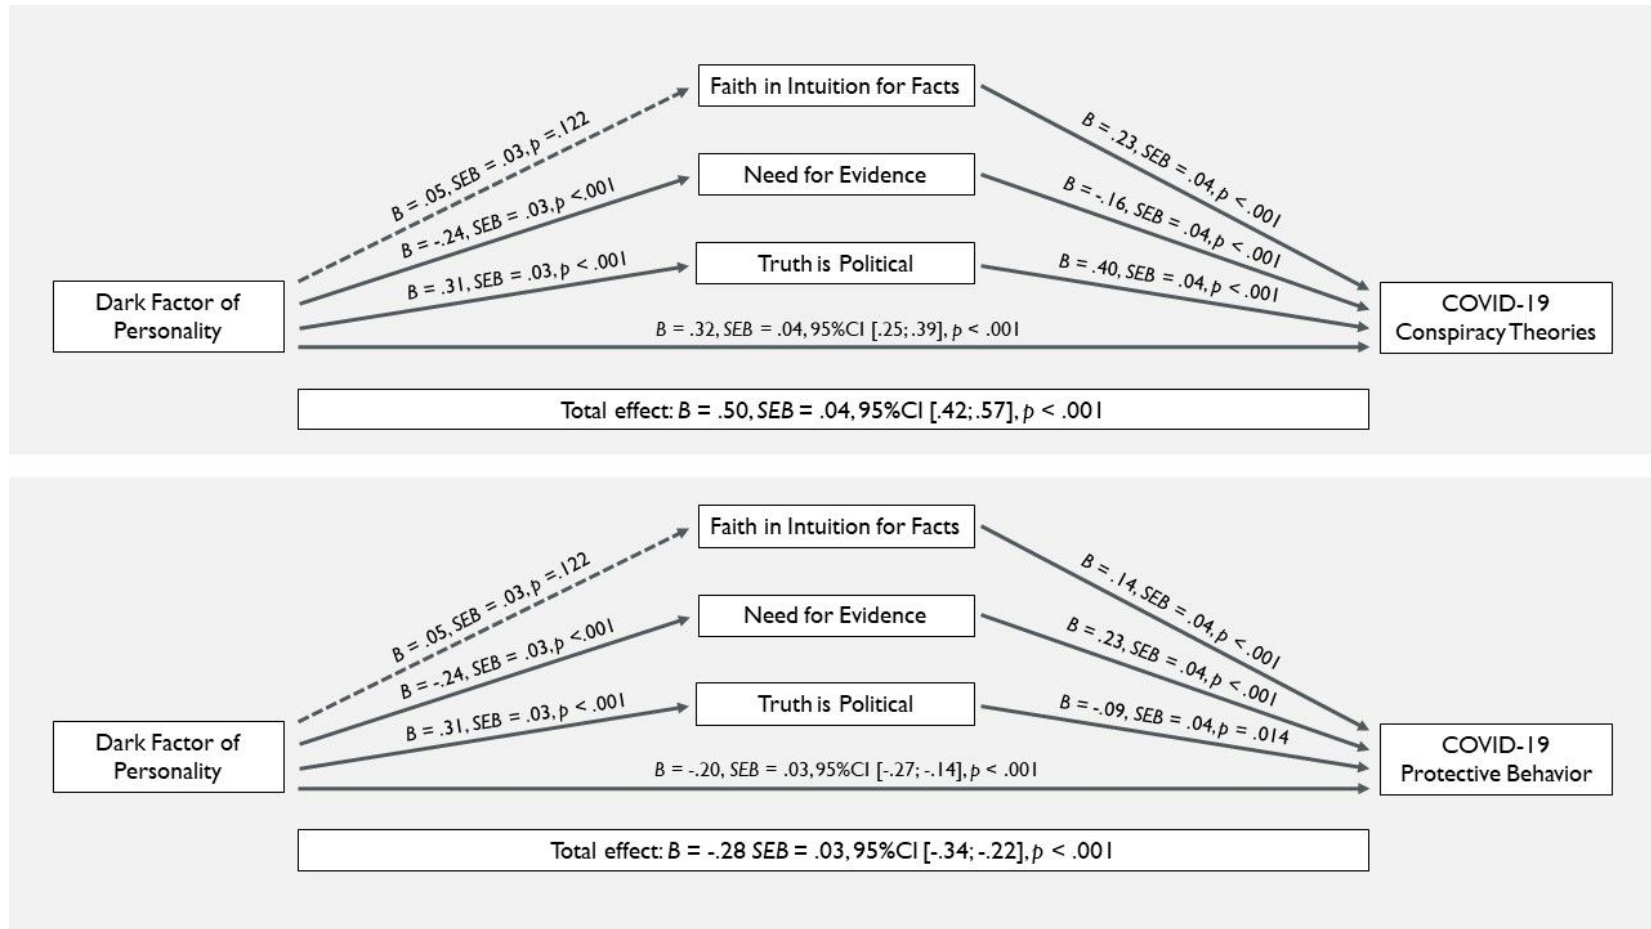 Faith in Intuition for Facts
B = .05, SEB = .03, p =.122
B = .23, SEB = .04, p < .001
Need for Evidence
B = -.24, SEB = .03, p <.001
B = -.16, SEB = .04, p < .001
Truth is Political
B = .31, SEB = .03, p < .001
B = .40, SEB = .04, p < .001
Dark Factor of
Personality
COVID-19
Conspiracy Theories
B = .32, SEB = .04, 95%CI [.25; .39], p < .001
Total effect: B = .50, SEB = .04, 95%CI [.42; .57], p < .001
Faith in Intuition for Facts
B = .05, SEB = .03, p =.122
B = .14, SEB = .04, p < .001
Need for Evidence
B = -.24, SEB = .03, p <.001
B = .23, SEB = .04, p < .001
Truth is Political
B = .31, SEB = .03, p < .001
B = -.09, SEB = .04, p = .014
Dark Factor of
Personality
COVID-19
Protective Behavior
B = -.20, SEB = .03, 95%CI [-.27; -.14], p < .001
Total effect: B = -.28 SEB = .03, 95%CI [-.34; -.22], p < .001